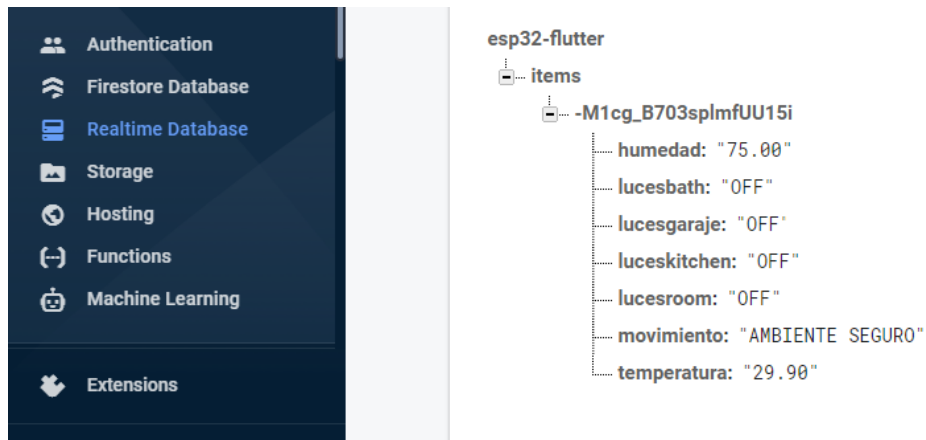 Authentication
Firestore Database
Realtime Database
Storage
Hosting
Functions
Machine Learning
Extensions
esp32-flutter
items
-M1cg_B703splmfUU15i
humedad: "75.00"
lucesbath: "OFF"
lucesgaraje: "OFF"
luceskitchen: "OFF"
lucesroom: "OFF"
movimiento: "AMBIENTE SEGURO"
temperatura: "29.90"